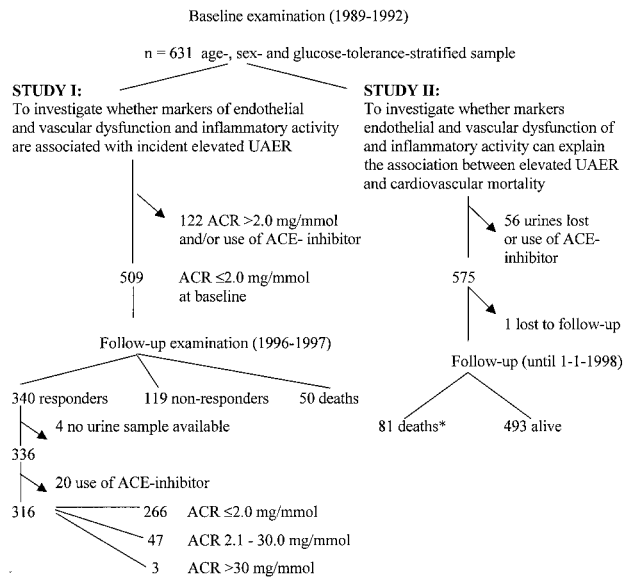 Baseline examination (1989-1992)
n = 631 age-, sex- and glucose-tolerance-stratified sample
STUDY I:
To investigate whether markers of endothelial
and vascular dysfunction and inflammatory activity
are associated with incident elevated UAER
122 ACR >2.0 mg/mmol
and/or use of ACE- inhibitor
509 ACR ≤2.0 mg/mmol
at baseline
Follow-up examination (1996-1997)
340 responders 119 non-responders 50 deaths
4 no urine sample available
336
20 use of ACE-inhibitor
316 266 ACR ≤2.0 mg/mmol
47 ACR 2.1 - 30.0 mg/mmol
3 ACR >30 mg/mmol
STUDY II:
To investigate whether markers
endothelial and vascular dysfunction of
and inflammatory activity can explain
the association between elevated UAER
and cardiovascular mortality
56 urines lost
or use of ACE-
inhibitor
575
1 lost to follow-up
Follow-up (until 1-1-1998)
81 deaths* 493 alive